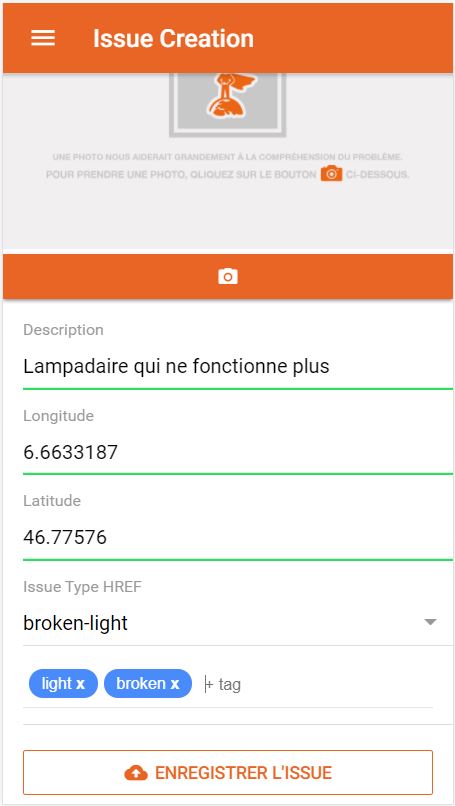 Issue Creation
UNE PHOTO NOUS AIDERAIT GRANDEMENT À LA COMPRÉHENSION DU PROBLÈME.
POUR PRENDRE UNE PHOTO, QLIQUEZ SUR LE BOUTON CI-DESSOUS.
Description
Lampadaire qui ne fonctionne plus
Longitude
6.6633187
Latitude
46.77576
Issue Type HREF
broken-light
light x broken x + tag
ENREGISTRER L'ISSUE